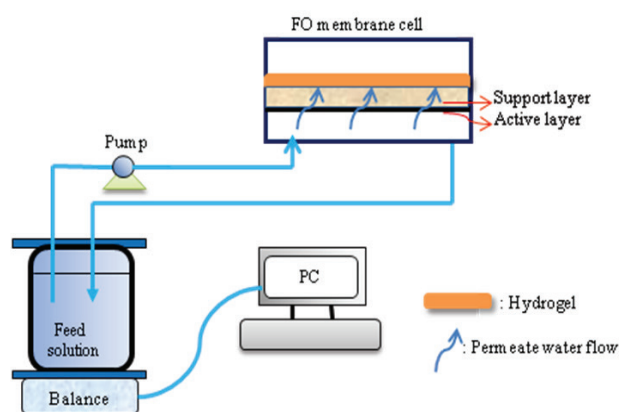 FO membrane cell
Support layer
Active layer
Pump
PC
Feed
solution
Balance
: Hydrogel
: Permeate water flow